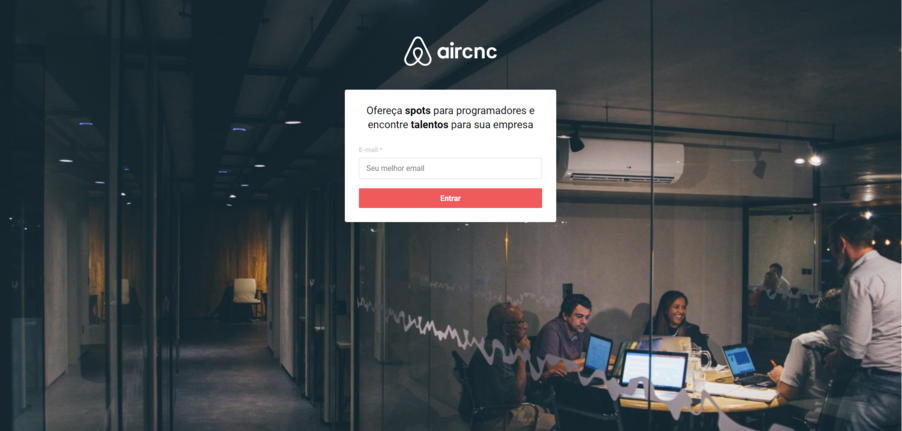 aircnc
Ofereça spots para programadores e
encontre talentos para sua empresa
E-mail *
Seu melhor email
Entrar